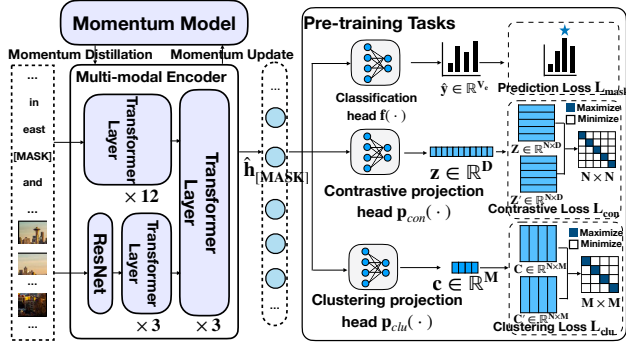 Momentum Model
Momentum Distillation
Momentum Update
Multi-modal Encoder
...
in
east
[MASK]
and
...
...
Transformer
Layer
× 12
ResNet
Transformer
Layer
× 3
Transformer
Layer
× 3
...
ĥ[MASK]
...
Pre-training Tasks
Classification
head f(·)
ŷ ∈ ℝ^Vc
Prediction Loss L_mask
Contrastive projection
head p_con(·)
z ∈ ℝ^D
Z ∈ ℝ^N×D
Z′ ∈ ℝ^N×D
Maximize
Minimize
N × N
Contrastive Loss L_con
Clustering projection
head p_clu(·)
c ∈ ℝ^M
C ∈ ℝ^N×M
C′ ∈ ℝ^N×M
Maximize
Minimize
M × M
Clustering Loss L_clu